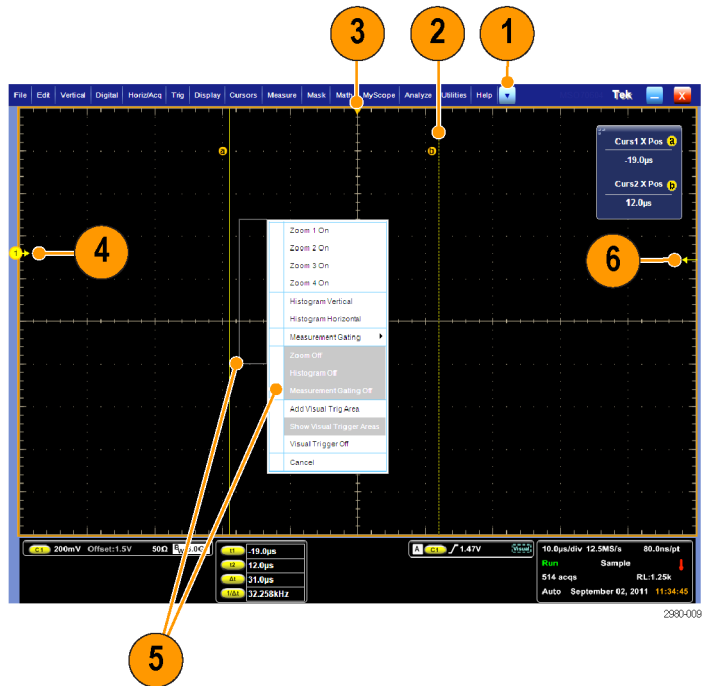 3 2 1
File Edit Vertical Digital Horiz/Acq Trig Display Cursors Measure Mask Math MyScope Analyze Utilities Help Tek X
a b
Curs1 X Pos a
-19.0µs
Curs2 X Pos b
12.0µs
4
1
6
Zoom 1 On
Zoom 2 On
Zoom 3 On
Zoom 4 On
Histogram Vertical
Histogram Horizontal
Measurement Gating
Zoom Off
Histogram Off
Measurement Gating Off
Add Visual Trig Area
Show Visual Trigger Areas
Visual Trigger Off
Cancel
C1 200mV Offset:1.5V 50Ω
t1 -19.0µs
t2 12.0µs
Δt 31.0µs
1/Δt 32.258kHz
A C1 1.47V Visual
10.0µs/div 12.5MS/s 80.0ns/pt
Run Sample
514 acqs RL:1.25k
Auto September 02, 2011 11:34:45
2980-009
5